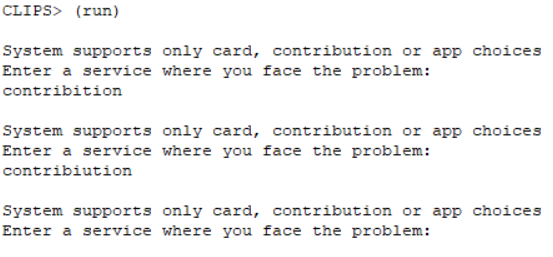 CLIPS> (run)
System supports only card, contribution or app choices
Enter a service where you face the problem:
contribition
System supports only card, contribution or app choices
Enter a service where you face the problem:
contribiution
System supports only card, contribution or app choices
Enter a service where you face the problem: